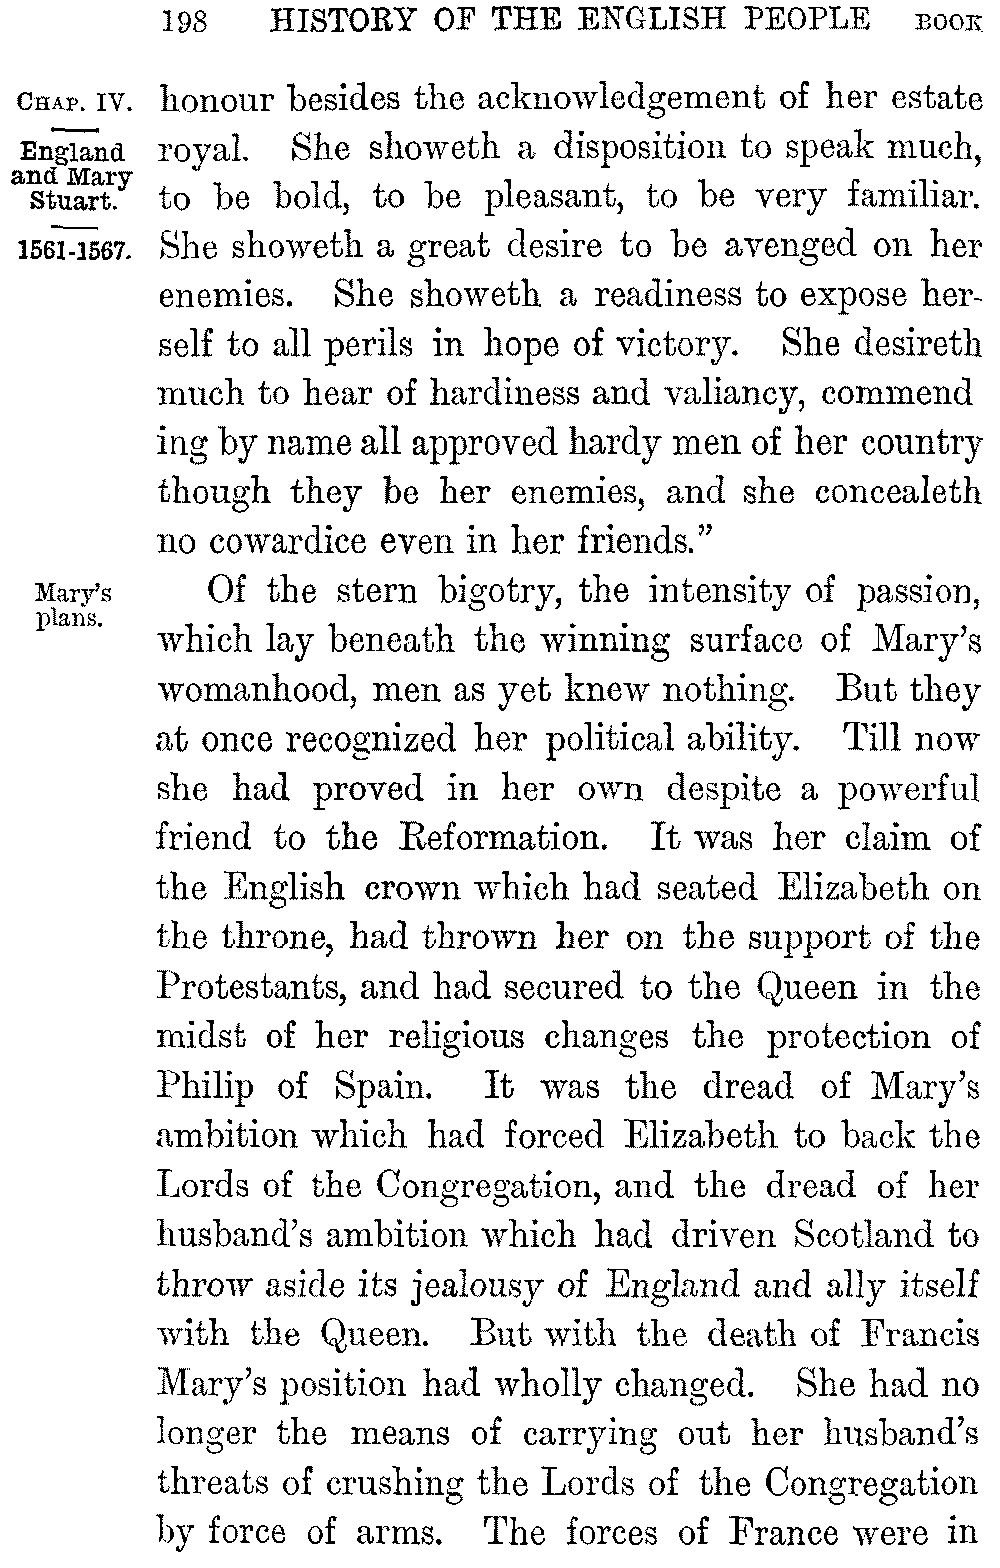 198 HISTORY OF THE ENGLISH PEOPLE BOOK
CHAP. IV.
England
and Mary
Stuart.
1561-1567.
honour besides the acknowledgement of her estate
royal. She showeth a disposition to speak much,
to be bold, to be pleasant, to be very familiar.
She showeth a great desire to be avenged on her
enemies. She showeth a readiness to expose her-
self to all perils in hope of victory. She desireth
much to hear of hardiness and valiancy, commend
ing by name all approved hardy men of her country
though they be her enemies, and she concealeth
no cowardice even in her friends."
Mary's
plans.
Of the stern bigotry, the intensity of passion,
which lay beneath the winning surface of Mary's
womanhood, men as yet knew nothing. But they
at once recognized her political ability. Till now
she had proved in her own despite a powerful
friend to the Reformation. It was her claim of
the English crown which had seated Elizabeth on
the throne, had thrown her on the support of the
Protestants, and had secured to the Queen in the
midst of her religious changes the protection of
Philip of Spain. It was the dread of Mary's
ambition which had forced Elizabeth to back the
Lords of the Congregation, and the dread of her
husband's ambition which had driven Scotland to
throw aside its jealousy of England and ally itself
with the Queen. But with the death of Francis
Mary's position had wholly changed. She had no
longer the means of carrying out her husband's
threats of crushing the Lords of the Congregation
by force of arms. The forces of France were in